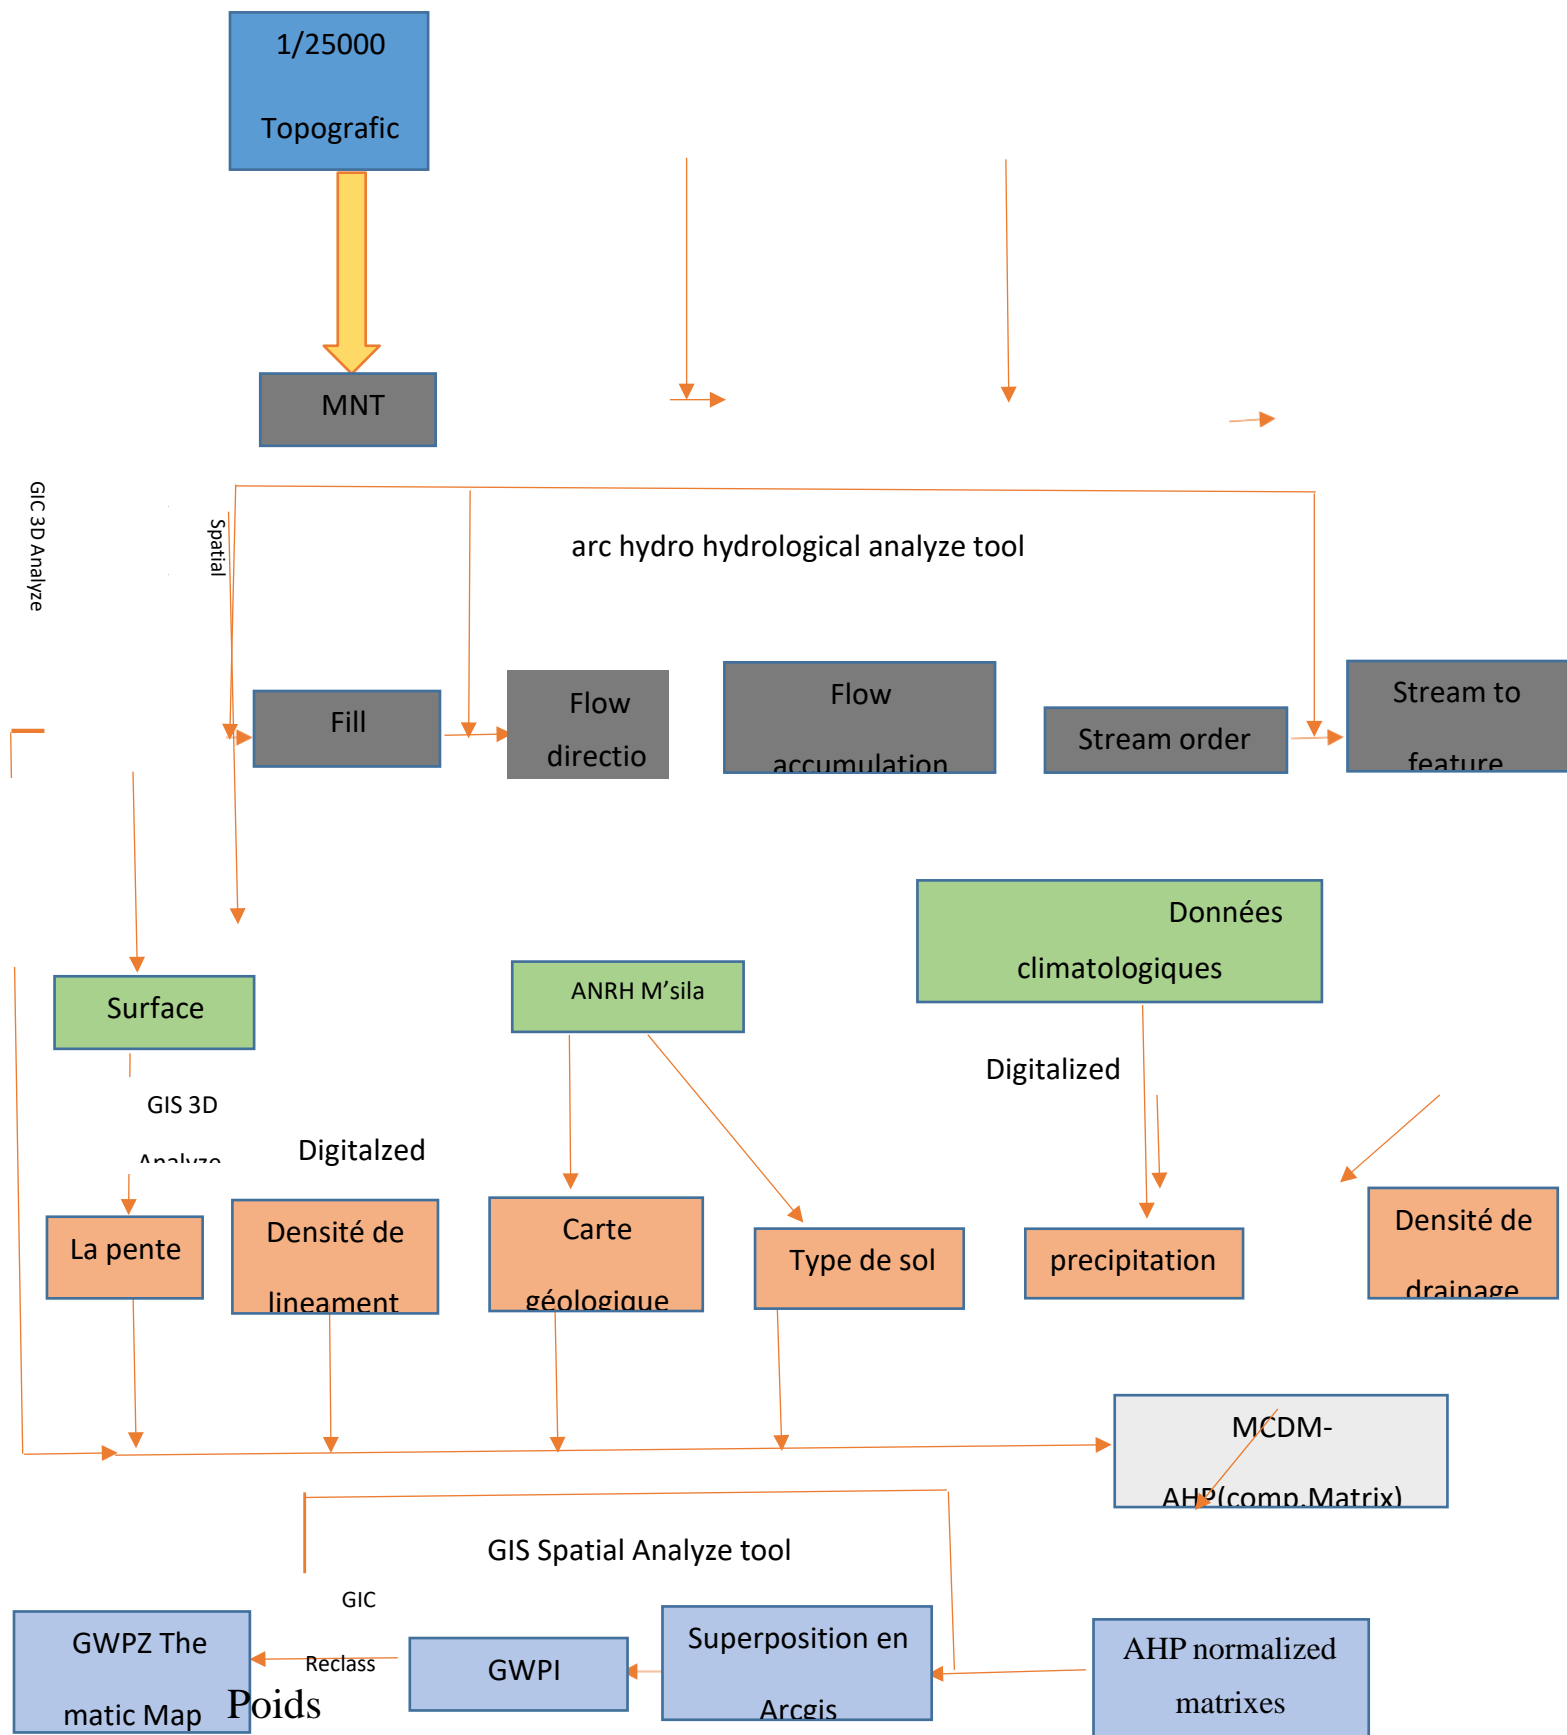 1/25000
Topografic
MNT
GIC 3D Analyze
Spatial
arc hydro hydrological analyze tool
Fill
Flow
directio
Flow
accumulation
Stream order
Stream to
feature
Données
climatologiques
Surface
ANRH M’sila
Digitalized
GIS 3D
Analyze
Digitalzed
La pente
Densité de
lineament
Carte
géologique
Type de sol
precipitation
Densité de
drainage
MCDM-
AHP(comp.Matrix)
GIS Spatial Analyze tool
GIC
Reclass
GWPZ The
matic Map
Poids
GWPI
Superposition en
Arcgis
AHP normalized
matrixes